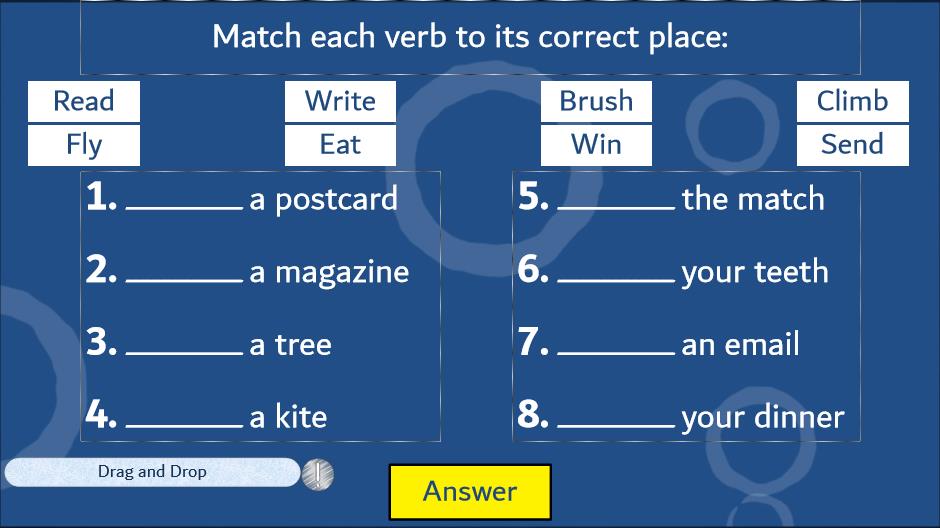 Match each verb to its correct place:
Read
Write
Brush
Climb
Fly
Eat
Win
Send
1. ________ a postcard
2. ________ a magazine
3. ________ a tree
4. ________ a kite
5. ________ the match
6. ________ your teeth
7. ________ an email
8. ________ your dinner
Drag and Drop
!
Answer